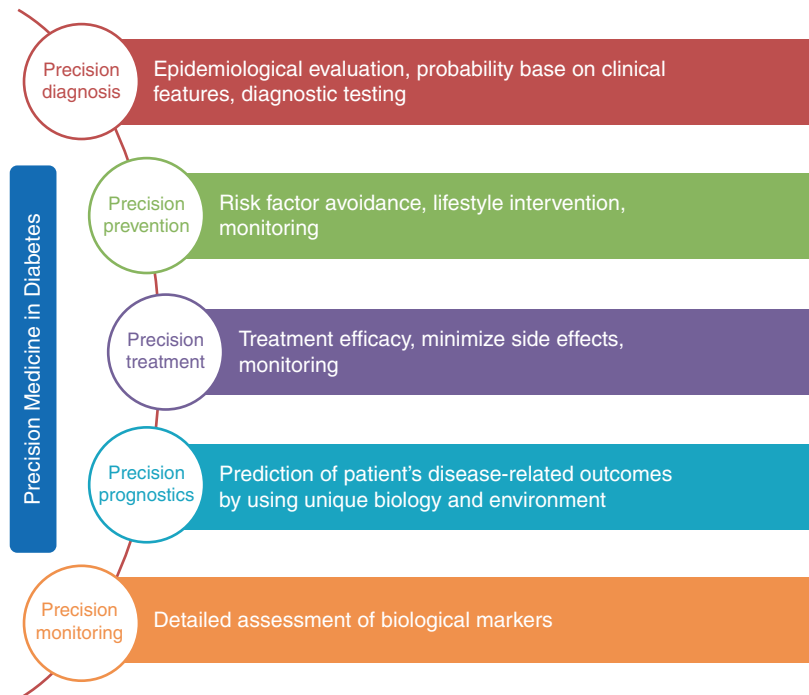 Precision Medicine in Diabetes
Precision
diagnosis
Epidemiological evaluation, probability base on clinical
features, diagnostic testing
Precision
prevention
Risk factor avoidance, lifestyle intervention,
monitoring
Precision
treatment
Treatment efficacy, minimize side effects,
monitoring
Precision
prognostics
Prediction of patient's disease-related outcomes
by using unique biology and environment
Precision
monitoring
Detailed assessment of biological markers